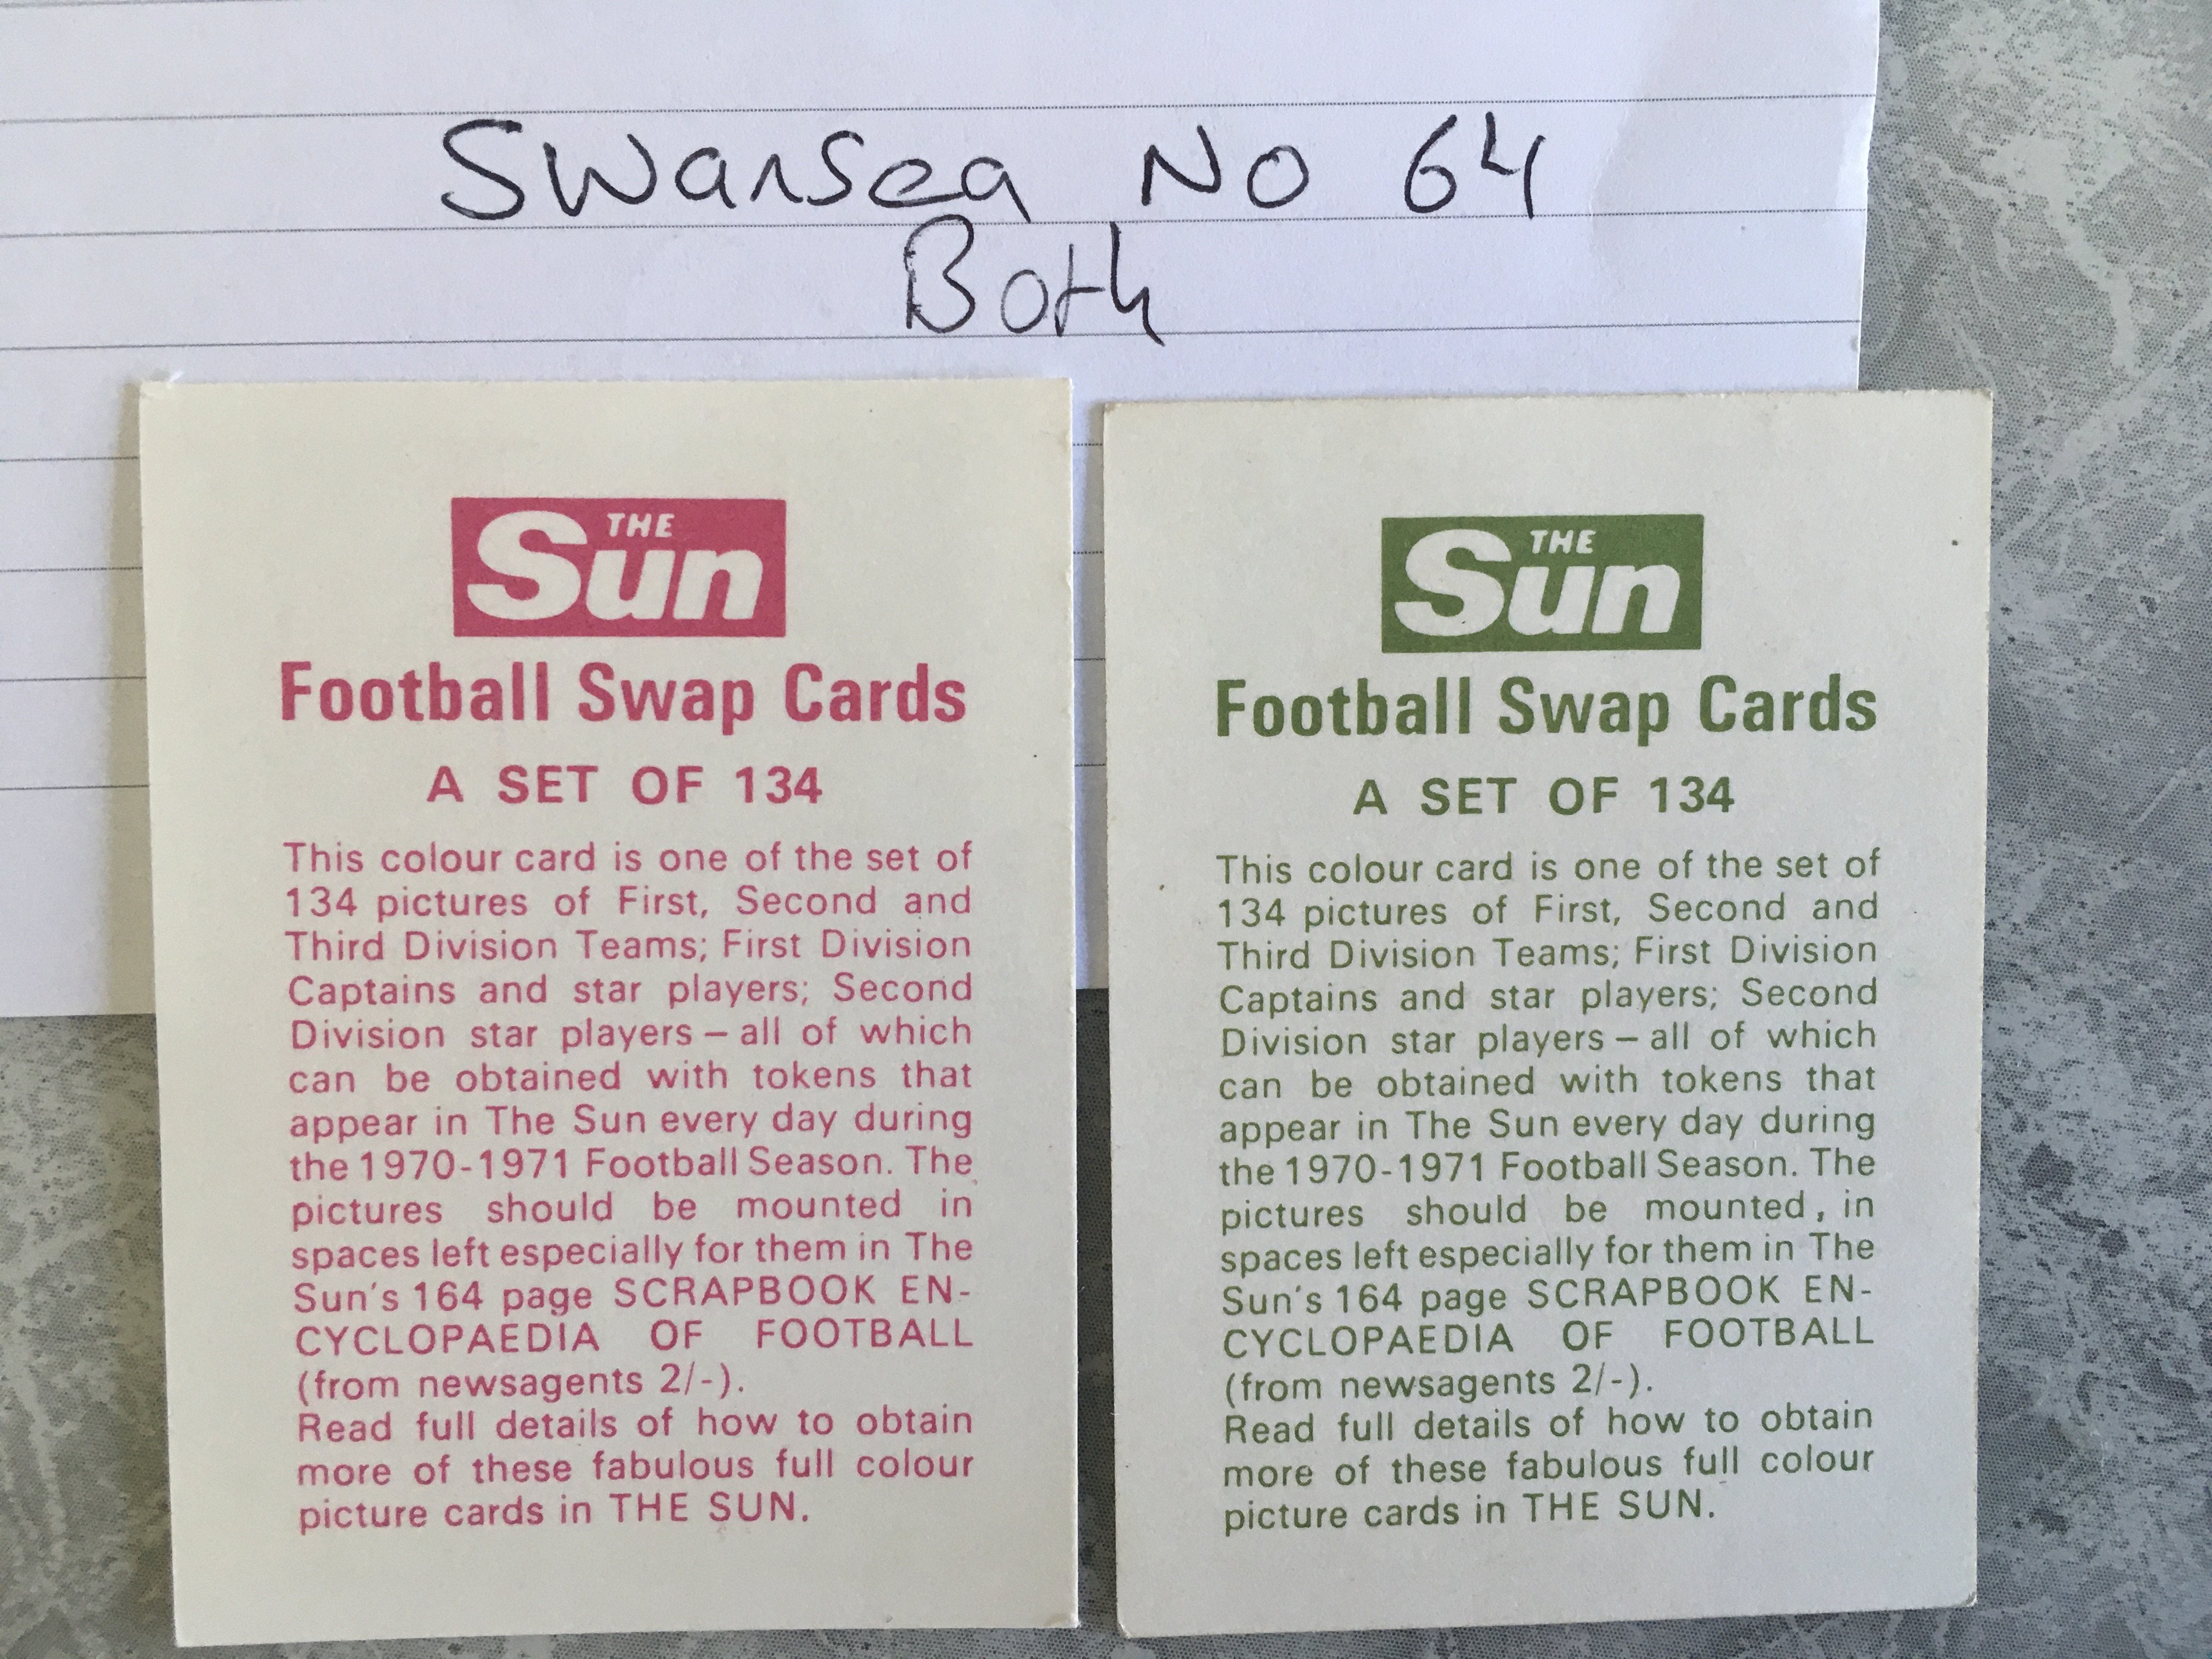 Swansea No 64
Both
THE
Sun
Football Swap Cards
A SET OF 134
This colour card is one of the set of
134 pictures of First, Second and
Third Division Teams; First Division
Captains and star players; Second
Division star players – all of which
can be obtained with tokens that
appear in The Sun every day during
the 1970-1971 Football Season. The
pictures should be mounted in
spaces left especially for them in The
Sun's 164 page SCRAPBOOK EN-
CYCLOPAEDIA OF FOOTBALL
(from newsagents 2/-).
Read full details of how to obtain
more of these fabulous full colour
picture cards in THE SUN.
THE
Sun
Football Swap Cards
A SET OF 134
This colour card is one of the set of
134 pictures of First, Second and
Third Division Teams; First Division
Captains and star players; Second
Division star players – all of which
can be obtained with tokens that
appear in The Sun every day during
the 1970-1971 Football Season. The
pictures should be mounted, in
spaces left especially for them in The
Sun's 164 page SCRAPBOOK EN-
CYCLOPAEDIA OF FOOTBALL
(from newsagents 2/-).
Read full details of how to obtain
more of these fabulous full colour
picture cards in THE SUN.